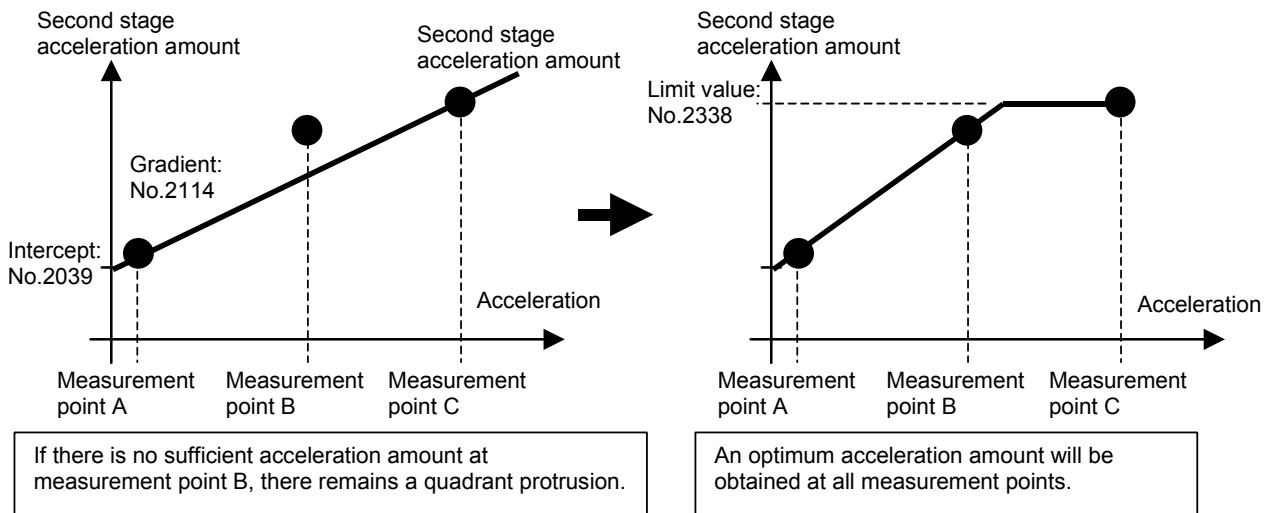 Second stage
acceleration amount
Second stage
acceleration amount
Gradient:
No.2114
Intercept:
No.2039
Acceleration
Measurement
point A
Measurement
point B
Measurement
point C
If there is no sufficient acceleration amount at
measurement point B, there remains a quadrant protrusion.
Second stage
acceleration amount
Limit value:
No.2338
Acceleration
Measurement
point A
Measurement
point B
Measurement
point C
An optimum acceleration amount will be
obtained at all measurement points.